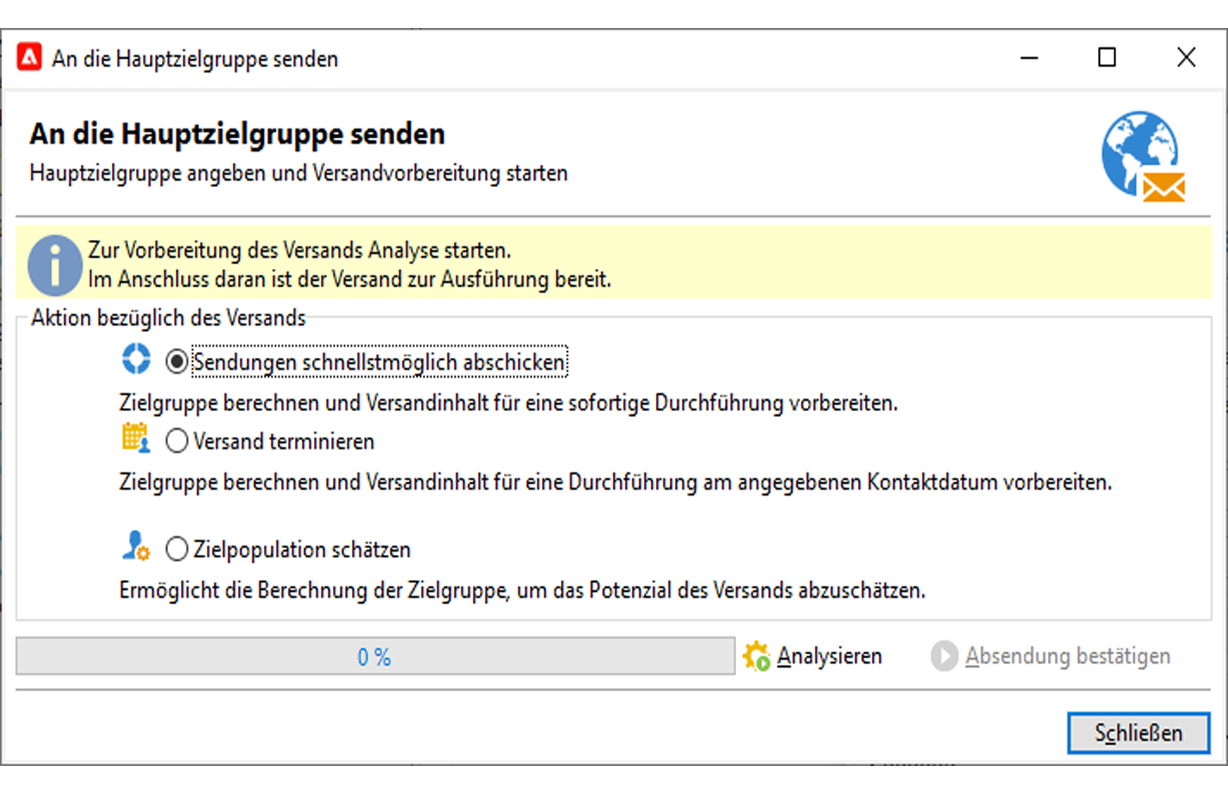 An die Hauptzielgruppe senden
An die Hauptzielgruppe senden
Hauptzielgruppe angeben und Versandvorbereitung starten
Zur Vorbereitung des Versands Analyse starten.
Im Anschluss daran ist der Versand zur Ausführung bereit.
Aktion bezüglich des Versands
Sendungen schnellstmöglich abschicken
Zielgruppe berechnen und Versandinhalt für eine sofortige Durchführung vorbereiten.
Versand terminieren
Zielgruppe berechnen und Versandinhalt für eine Durchführung am angegebenen Kontaktdatum vorbereiten.
Zielpopulation schätzen
Ermöglicht die Berechnung der Zielgruppe, um das Potenzial des Versands abzuschätzen.
0 % Analysieren Absendung bestätigen
Schließen